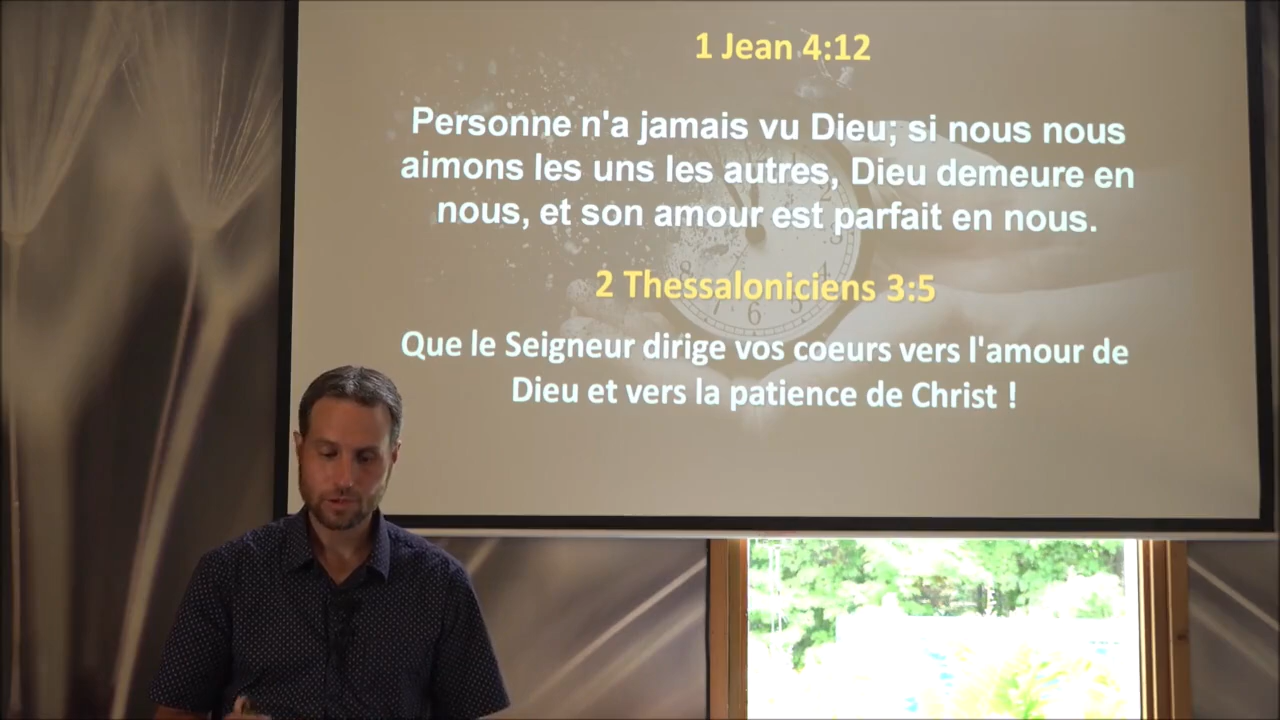 1 Jean 4:12
Personne n'a jamais vu Dieu; si nous nous
aimons les uns les autres, Dieu demeure en
nous, et son amour est parfait en nous.
2 Thessaloniciens 3:5
Que le Seigneur dirige vos coeurs vers l'amour de
Dieu et vers la patience de Christ !